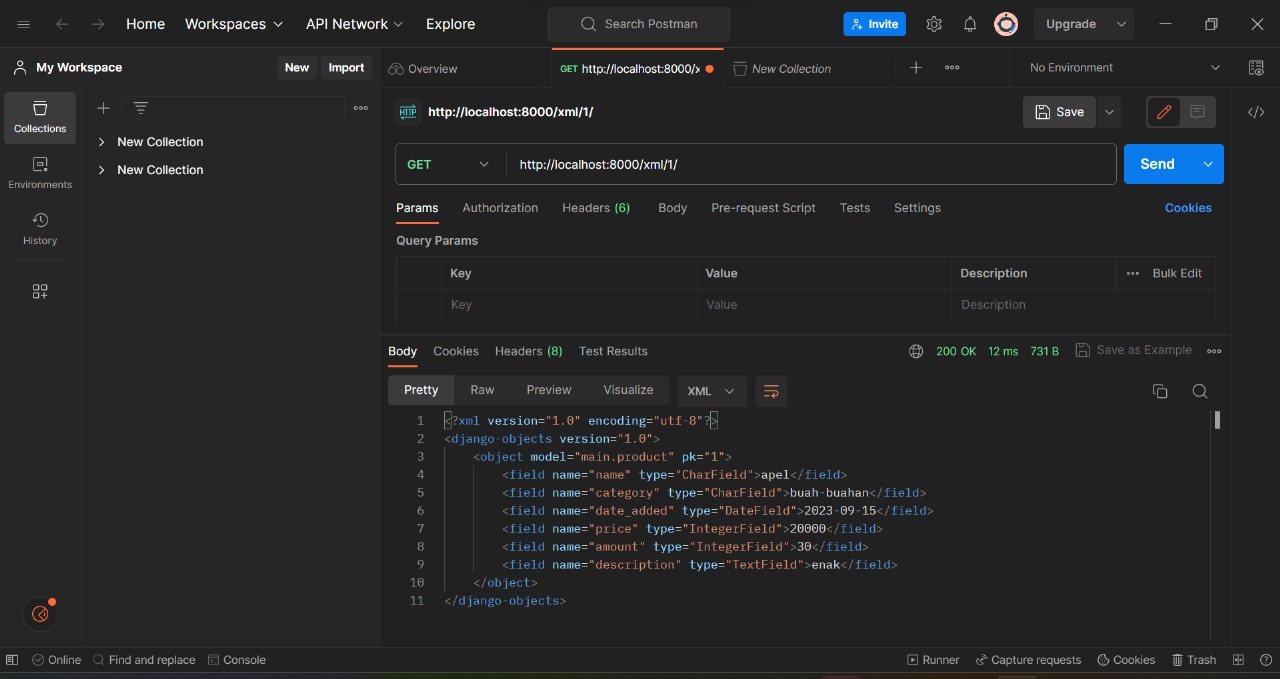 Home Workspaces API Network Explore Search Postman Invite Upgrade
My Workspace New Import Overview GET http://localhost:8000/x New Collection No Environment
Collections
Environments
History
New Collection
New Collection
HTTP http://localhost:8000/xml/1/ Save
GET http://localhost:8000/xml/1/ Send
Params Authorization Headers (6) Body Pre-request Script Tests Settings Cookies
Query Params
Key Value Description Bulk Edit
Key Value Description
Body Cookies Headers (8) Test Results 200 OK 12 ms 731 B Save as Example
Pretty Raw Preview Visualize XML
1 <?xml version="1.0" encoding="utf-8"?>
2 <django-objects version="1.0">
3 <object model="main.product" pk="1">
4 <field name="name" type="CharField">apel</field>
5 <field name="category" type="CharField">buah-buahan</field>
6 <field name="date_added" type="DateField">2023-09-15</field>
7 <field name="price" type="IntegerField">20000</field>
8 <field name="amount" type="IntegerField">30</field>
9 <field name="description" type="TextField">enak</field>
10 </object>
11 </django-objects>
Online Find and replace Console Runner Capture requests Cookies Trash